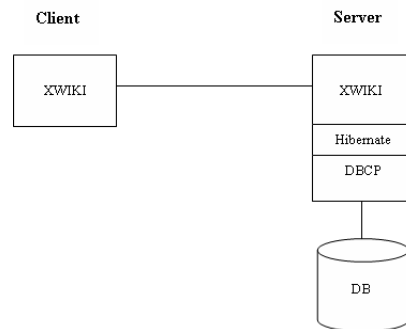 Client
Server
XWIKI
XWIKI
Hibernate
DBCP
DB